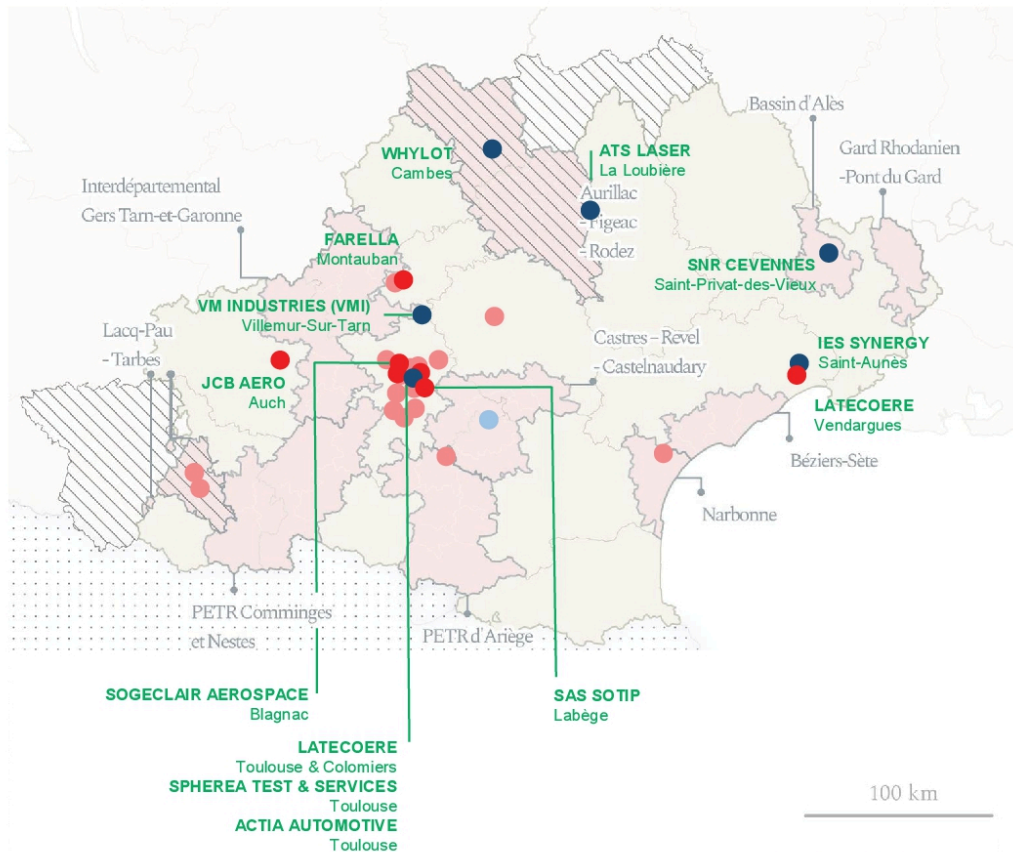 Bassin d'Alès
Gard Rhodanien
-Pont du Gard
WHYLOT
Cambes
ATS LASER
La Loubière
Aurillac
- Figeac
- Rodez
Interdépartemental
Gers Tarn-et-Garonne
FARELLA
Montauban
SNR CEVENNES
Saint-Privat-des-Vieux
VM INDUSTRIES (VMI)
Villemur-Sur-Tarn
Lacq-Pau
- Tarbes
Castres – Revel
- Castelnaudary
IES SYNERGY
Saint-Aunès
JCB AERO
Auch
LATECOERE
Vendargues
Béziers-Sète
Narbonne
PETR Comminges
et Nestes
PETR d'Ariège
SOGECLAIR AEROSPACE
Blagnac
SAS SOTIP
Labège
LATECOERE
Toulouse & Colomiers
SPHEREA TEST & SERVICES
Toulouse
ACTIA AUTOMOTIVE
Toulouse
100 km